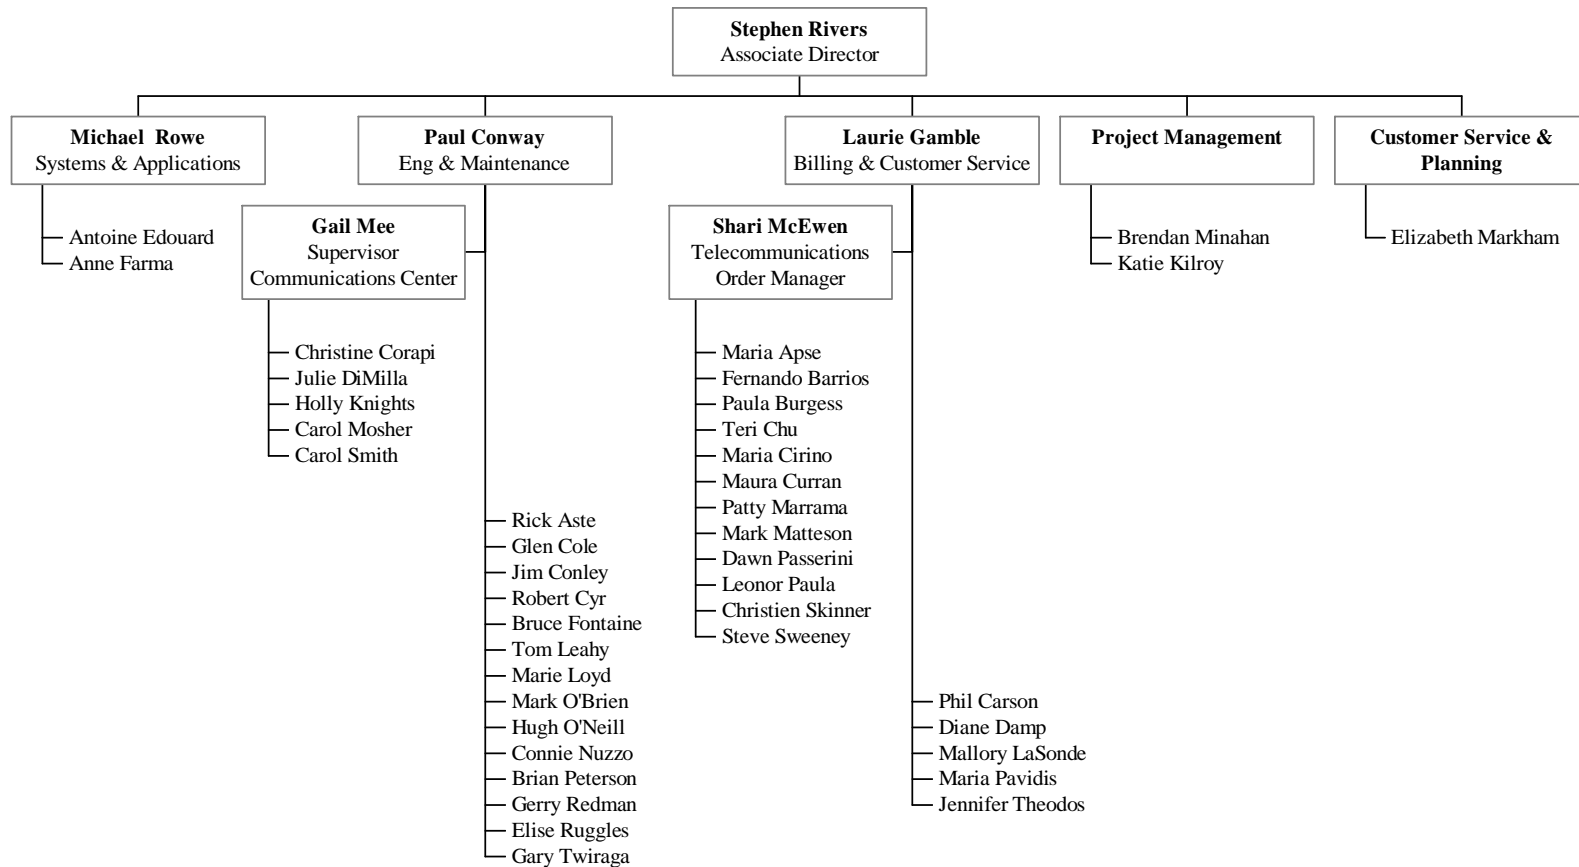 Stephen Rivers
Associate Director
Michael  Rowe
Systems & Applications
Antoine Edouard
Anne Farma
Paul Conway
Eng & Maintenance
Gail Mee
Supervisor
Communications Center
Christine Corapi
Julie DiMilla
Holly Knights
Carol Mosher
Carol Smith
Rick Aste
Glen Cole
Jim Conley
Robert Cyr
Bruce Fontaine
Tom Leahy
Marie Loyd
Mark O'Brien
Hugh O'Neill
Connie Nuzzo
Brian Peterson
Gerry Redman
Elise Ruggles
Gary Twiraga
Laurie Gamble
Billing & Customer Service
Shari McEwen
Telecommunications
Order Manager
Maria Apse
Fernando Barrios
Paula Burgess
Teri Chu
Maria Cirino
Maura Curran
Patty Marrama
Mark Matteson
Dawn Passerini
Leonor Paula
Christien Skinner
Steve Sweeney
Phil Carson
Diane Damp
Mallory LaSonde
Maria Pavidis
Jennifer Theodos
Project Management
Brendan Minahan
Katie Kilroy
Customer Service &
Planning
Elizabeth Markham